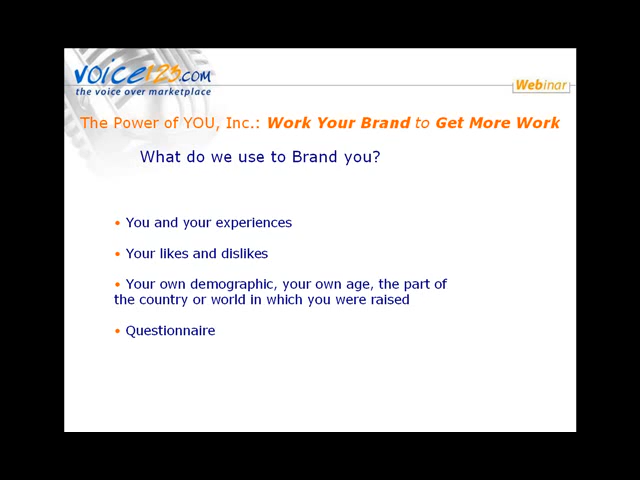 voice123.com
the voice over marketplace
Webinar
The Power of YOU, Inc.: Work Your Brand to Get More Work
What do we use to Brand you?
• You and your experiences
• Your likes and dislikes
• Your own demographic, your own age, the part of
the country or world in which you were raised
• Questionnaire